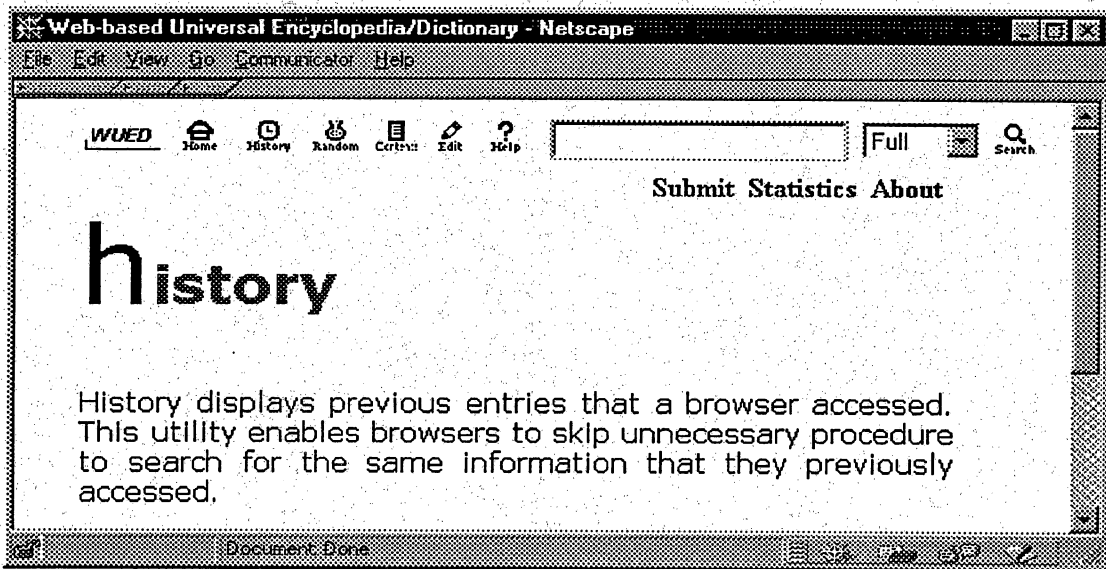 Web-based Universal Encyclopedia/Dictionary - Netscape
File Edit View Go Communicator Help
WUED Home History Random Edit Help Full Search
Submit Statistics About
history
History displays previous entries that a browser accessed.
This utility enables browsers to skip unnecessary procedure
to search for the same information that they previously
accessed.
Document: Done